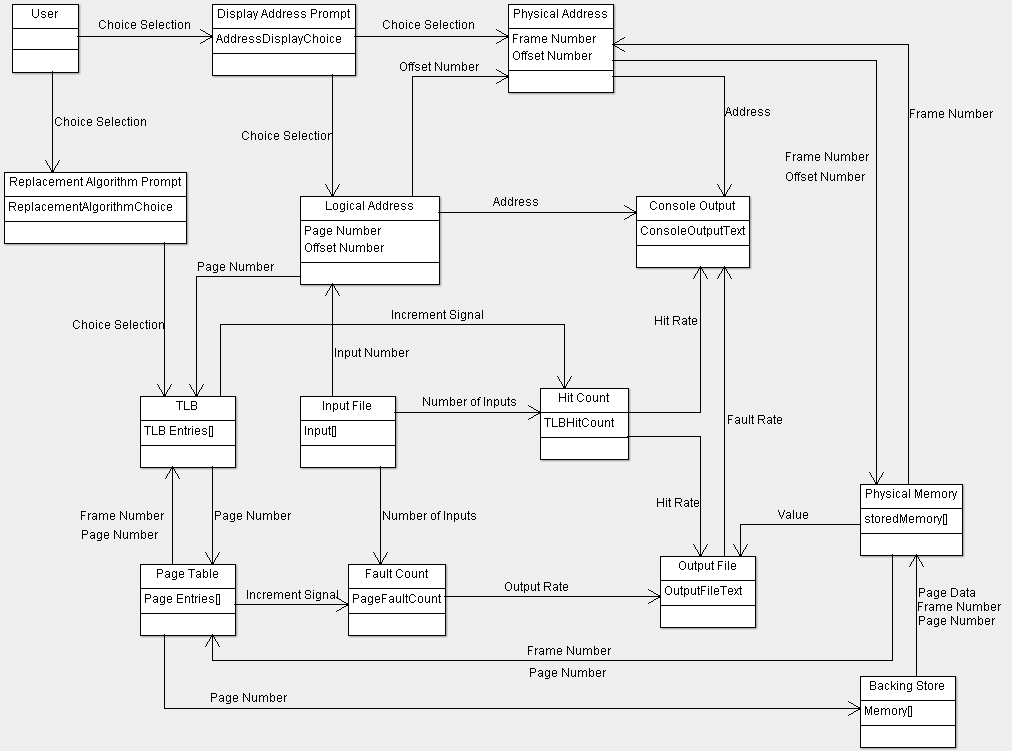 User
Choice Selection
Display Address Prompt
AddressDisplayChoice
Choice Selection
Physical Address
Frame Number
Offset Number
Offset Number
Choice Selection
Choice Selection
Address
Frame Number
Frame Number
Offset Number
Replacement Algorithm Prompt
ReplacementAlgorithmChoice
Logical Address
Page Number
Offset Number
Address
Console Output
ConsoleOutputText
Page Number
Choice Selection
Increment Signal
Hit Rate
Input Number
TLB
TLB Entries[]
Input File
Input[]
Number of Inputs
Hit Count
TLBHitCount
Fault Rate
Frame Number
Page Number
Page Number
Number of Inputs
Hit Rate
Value
Physical Memory
storedMemory[]
Page Table
Page Entries[]
Increment Signal
Fault Count
PageFaultCount
Output Rate
Output File
OutputFileText
Page Data
Frame Number
Page Number
Frame Number
Page Number
Page Number
Backing Store
Memory[]